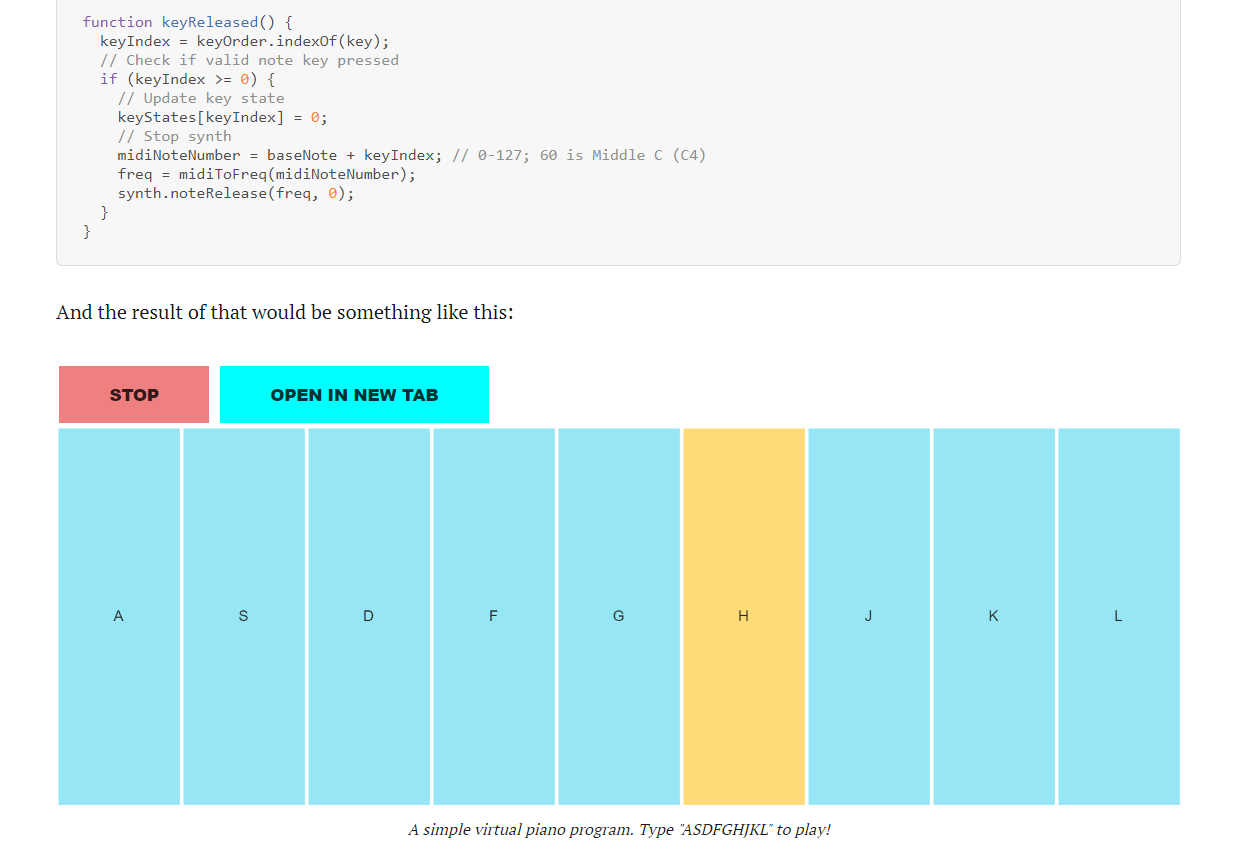 function keyReleased() {
  keyIndex = keyOrder.indexOf(key);
  // Check if valid note key pressed
  if (keyIndex >= 0) {
    // Update key state
    keyStates[keyIndex] = 0;
    // Stop synth
    midiNoteNumber = baseNote + keyIndex; // 0-127; 60 is Middle C (C4)
    freq = midiToFreq(midiNoteNumber);
    synth.noteRelease(freq, 0);
  }
}
And the result of that would be something like this:
STOP OPEN IN NEW TAB
A S D F G H J K L
A simple virtual piano program. Type "ASDFGHJKL" to play!